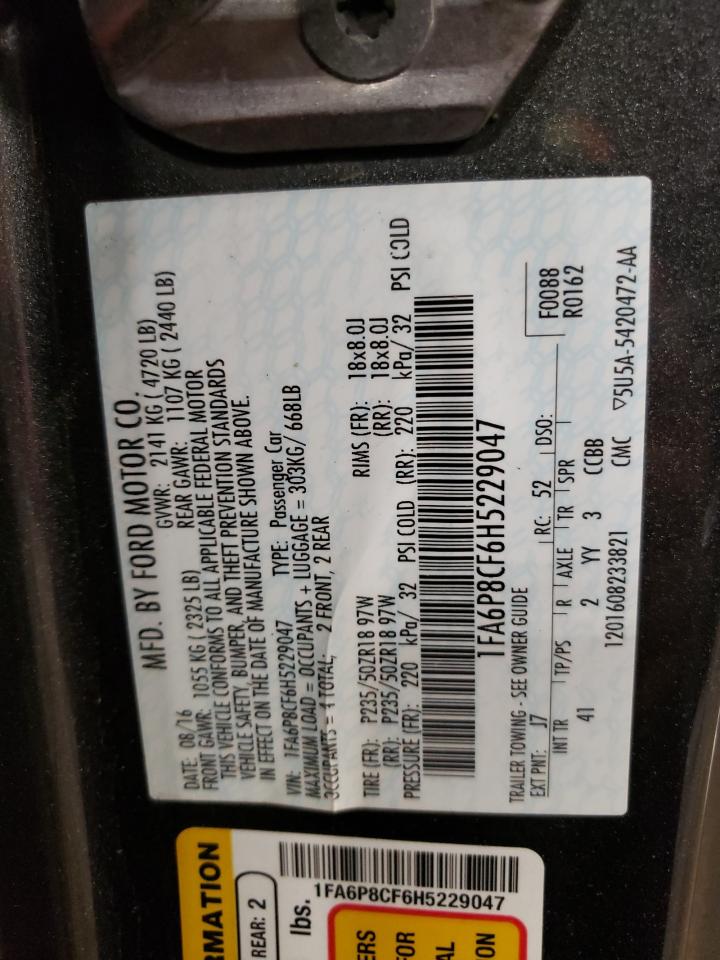 MFD. BY FORD MOTOR CO.
DATE: 08/16 GVWR: 2141 KG ( 4720 LB)
FRONT GAWR: 1055 KG ( 2325 LB) REAR GAWR: 1107 KG ( 2440 LB)
THIS VEHICLE CONFORMS TO ALL APPLICABLE FEDERAL MOTOR
VEHICLE SAFETY, BUMPER, AND THEFT PREVENTION STANDARDS
IN EFFECT ON THE DATE OF MANUFACTURE SHOWN ABOVE.
VIN: 1FA6P8CF6H5229047 TYPE: Passenger Car
MAXIMUM LOAD = OCCUPANTS + LUGGAGE = 303KG/ 668LB
OCCUPANTS = 4 TOTAL, 2 FRONT, 2 REAR
TIRE (FR): P235/50ZR18 97W RIMS (FR): 18x8.0J
(RR): P235/50ZR18 97W (RR): 18x8.0J
PRESSURE (FR): 220 kPa/ 32 PSI COLD (RR): 220 kPa/ 32 PSI COLD
1FA6P8CF6H5229047
TRAILER TOWING - SEE OWNER GUIDE
EXT PNT: J7 RC: 52 DSO: F0088
R0162
INT TR TP/PS R AXLE TR SPR
41 2 YY 3 CCBB
1201608233821 CMC ▽5U5A-5420472-AA
RMATION
REAR: 2
lbs.
1FA6P8CF6H5229047
ERS
FOR
AL
ON